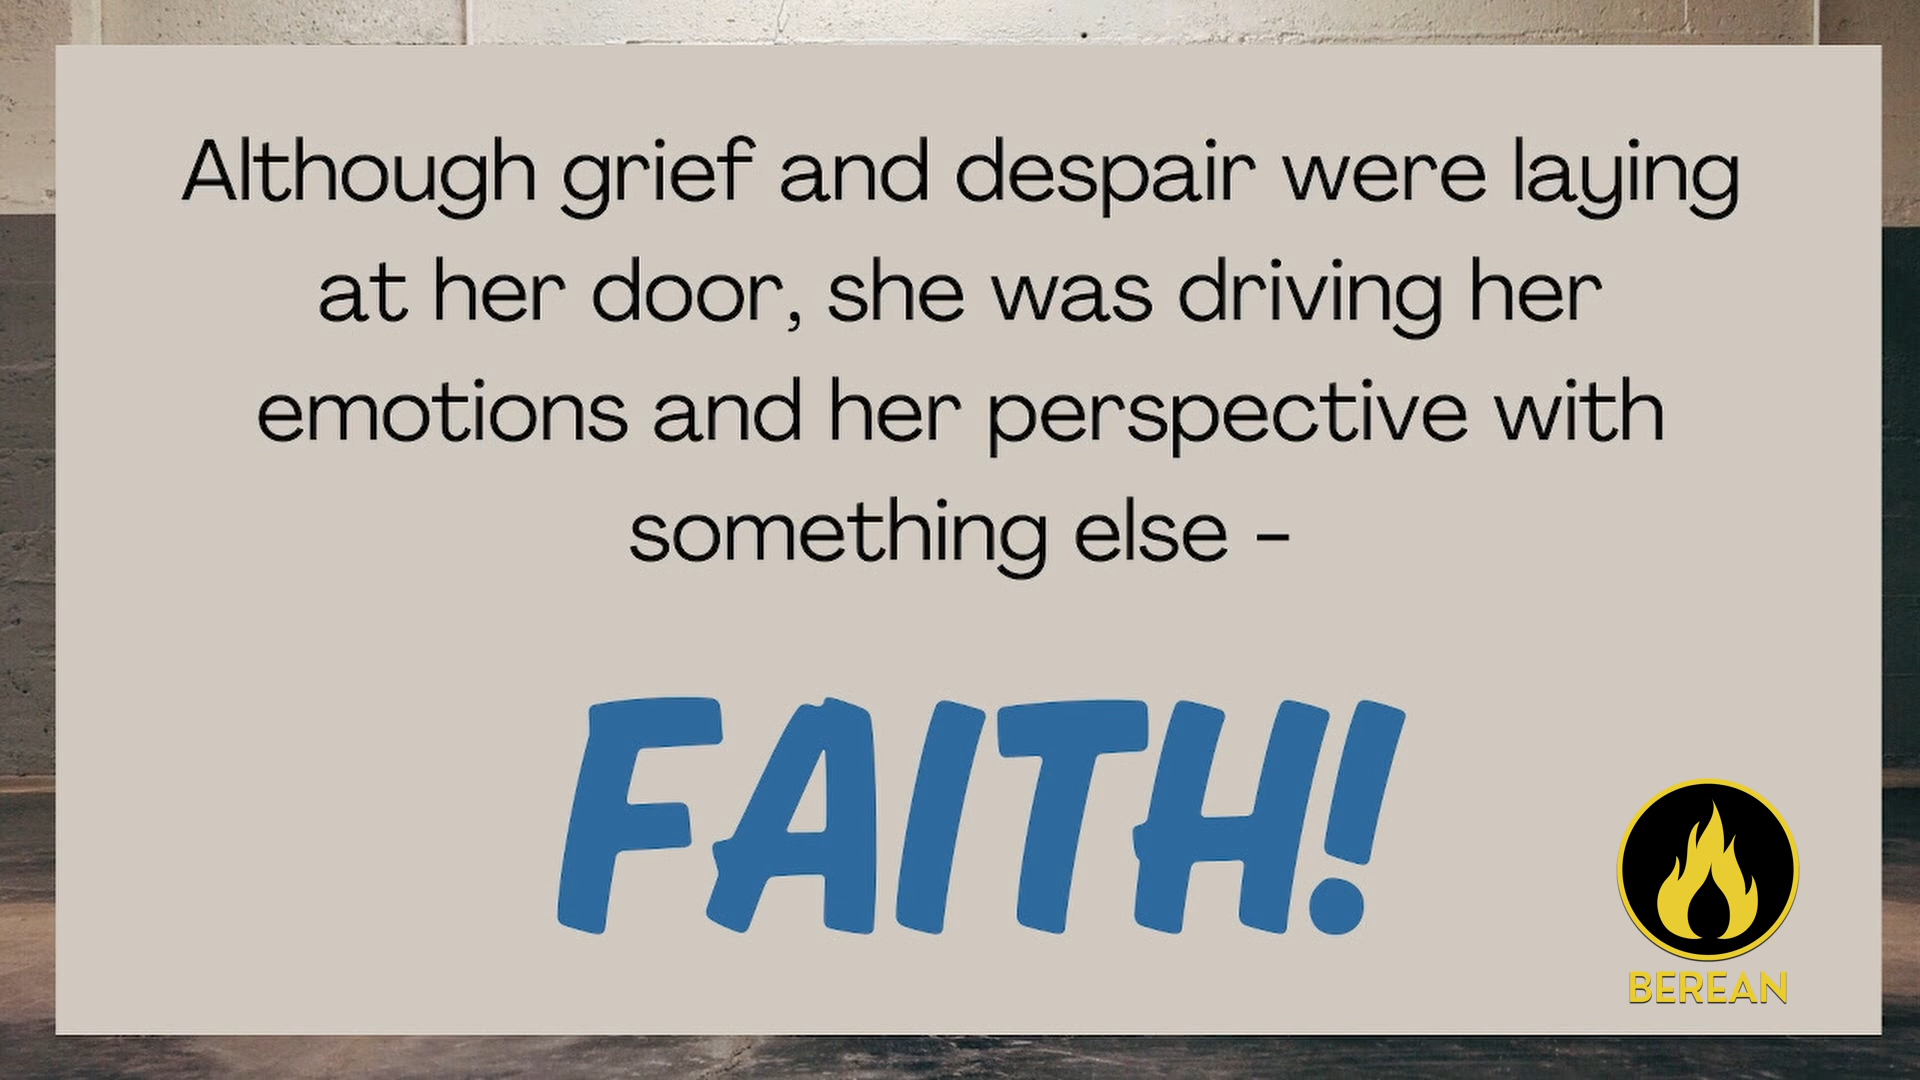 Although grief and despair were laying
at her door, she was driving her
emotions and her perspective with
something else -
FAITH!
BEREAN